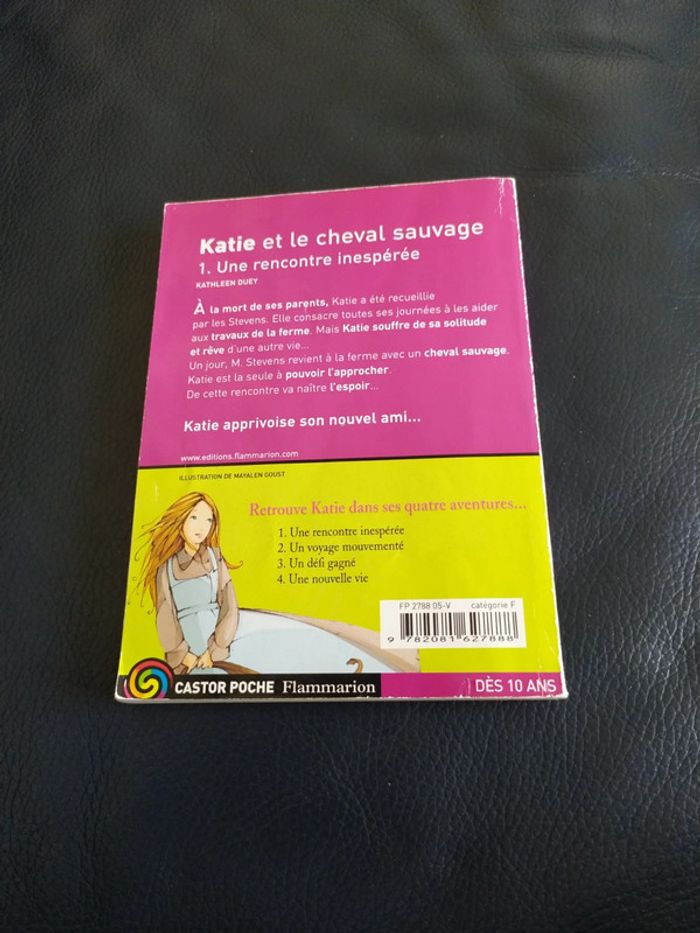 Katie et le cheval sauvage
1. Une rencontre inespérée
KATHLEEN DUEY
À la mort de ses parents, Katie a été recueillie
par les Stevens. Elle consacre toutes ses journées à les aider
aux travaux de la ferme. Mais Katie souffre de sa solitude
et rêve d'une autre vie...
Un jour, M. Stevens revient à la ferme avec un cheval sauvage.
Katie est la seule à pouvoir l'approcher.
De cette rencontre va naître l'espoir...
Katie apprivoise son nouvel ami...
www.editions.flammarion.com
ILLUSTRATION DE MAYALEN GOUST
Retrouve Katie dans ses quatre aventures...
1. Une rencontre inespérée
2. Un voyage mouvementé
3. Un défi gagné
4. Une nouvelle vie
FP 2788 05-V catégorie F
9 782081 627888
CASTOR POCHE Flammarion
DÈS 10 ANS